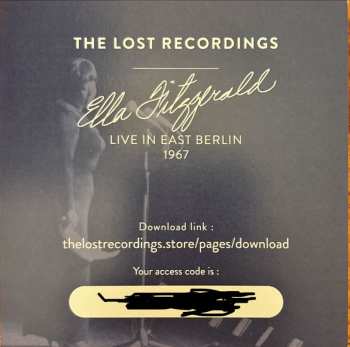 THE LOST RECORDINGS
Ella Fitzgerald
LIVE IN EAST BERLIN
1967
Download link :
thelostrecordings.store/pages/download
Your access code is :